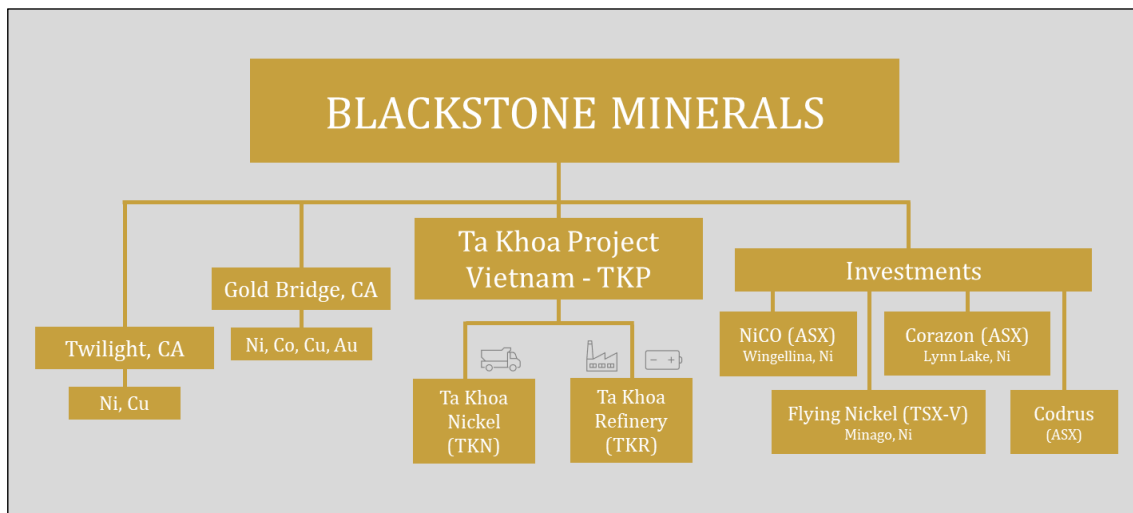 BLACKSTONE MINERALS
Twilight, CA
Ni, Cu
Gold Bridge, CA
Ni, Co, Cu, Au
Ta Khoa Project
Vietnam - TKP
Ta Khoa
Nickel
(TKN)
Ta Khoa
Refinery
(TKR)
Investments
NiCO (ASX)
Wingellina, Ni
Corazon (ASX)
Lynn Lake, Ni
Flying Nickel (TSX-V)
Minago, Ni
Codrus
(ASX)